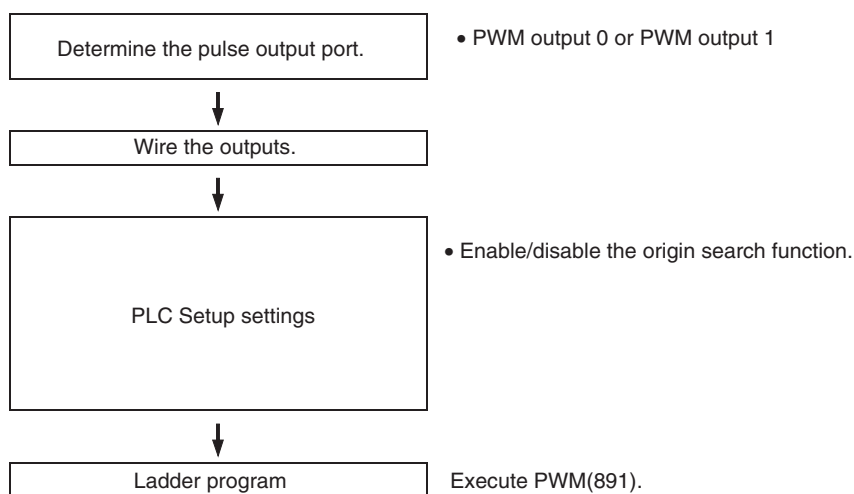 Determine the pulse output port.
• PWM output 0 or PWM output 1
Wire the outputs.
PLC Setup settings
• Enable/disable the origin search function.
Ladder program
Execute PWM(891).